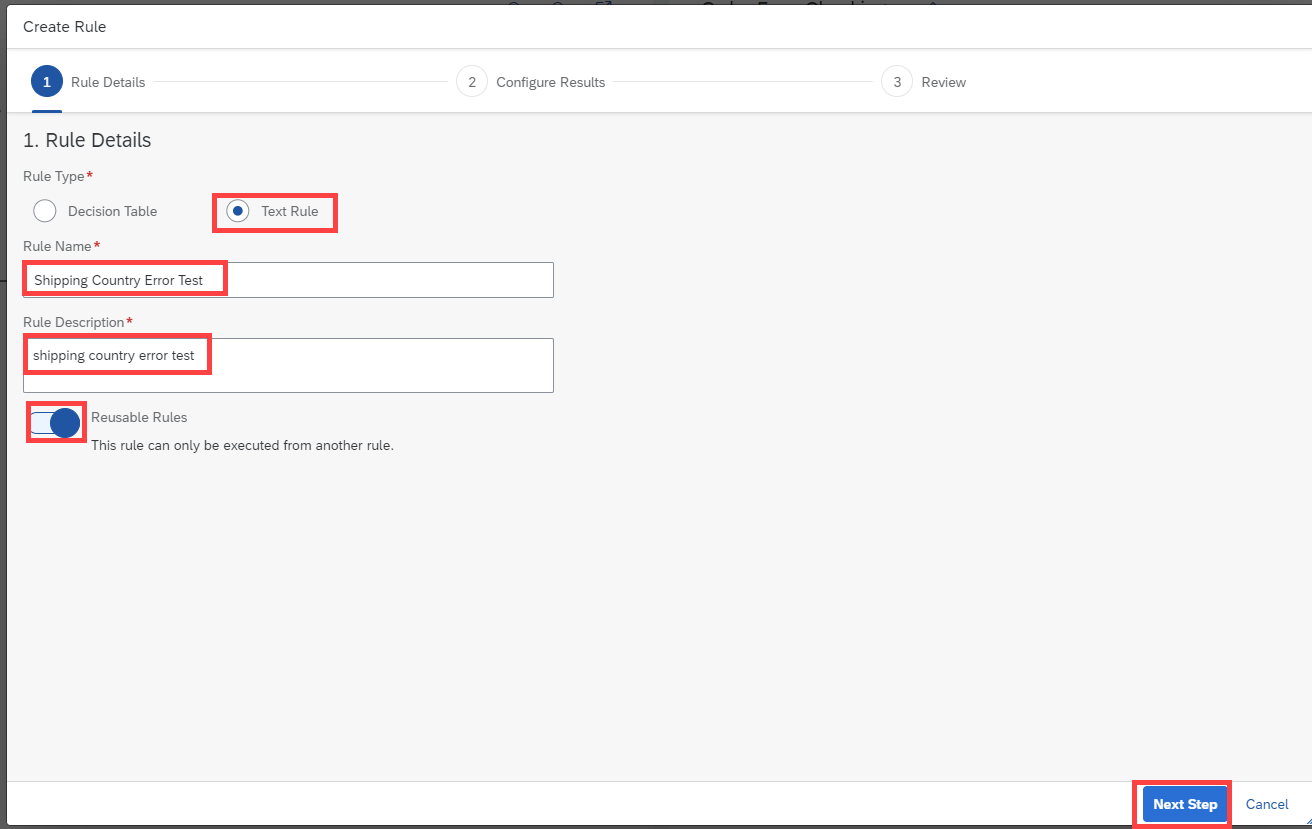 Create Rule
1 Rule Details 2 Configure Results 3 Review
1. Rule Details
Rule Type*
Decision Table Text Rule
Rule Name*
Shipping Country Error Test
Rule Description*
shipping country error test
Reusable Rules
This rule can only be executed from another rule.
Next Step Cancel